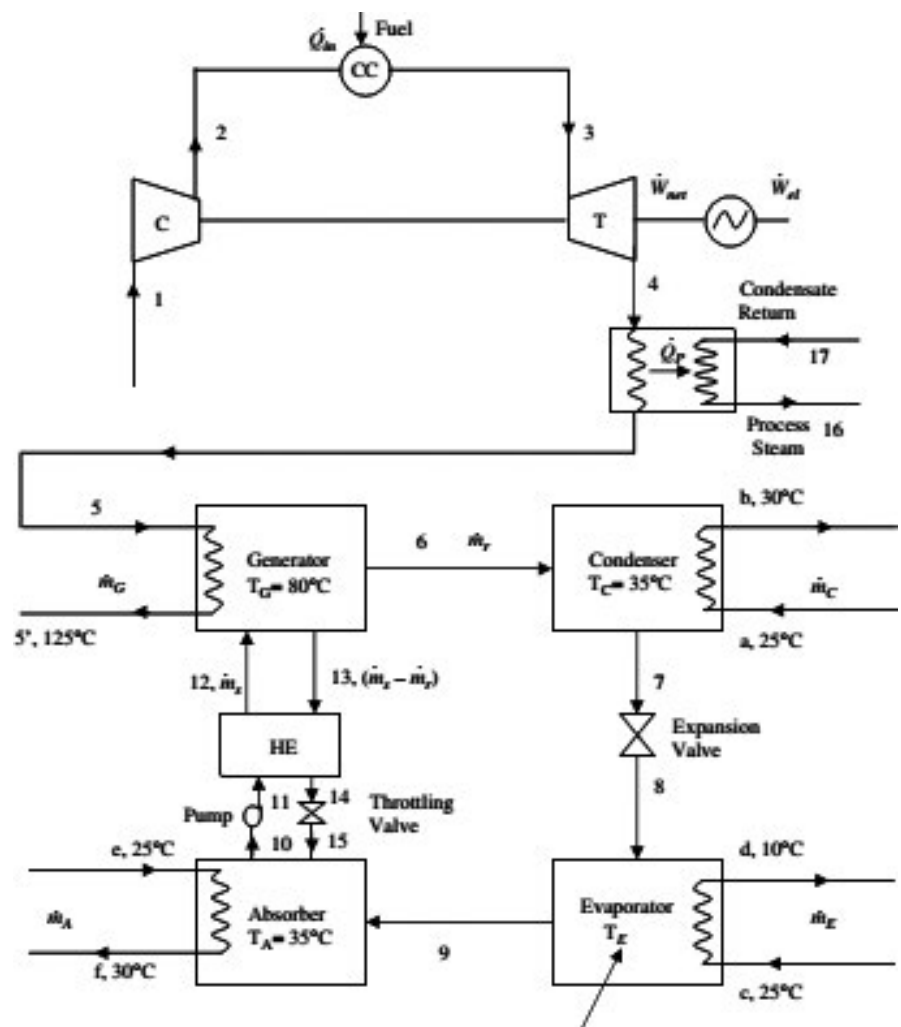 Fuel
Q̇in
CC
2
3
C
T
Ẇnet
Ẇel
1
4
Condensate
Return
17
Q̇P
Process
Steam
16
5
b, 30°C
Generator
TG= 80°C
6
ṁr
Condenser
TC= 35°C
ṁG
ṁC
5', 125°C
a, 25°C
12, ṁs
13, (ṁs – ṁr)
7
HE
Expansion
Valve
Pump
11
14
Throttling
Valve
8
10
15
e, 25°C
d, 10°C
ṁA
Absorber
TA= 35°C
Evaporator
TE
ṁE
9
f, 30°C
c, 25°C